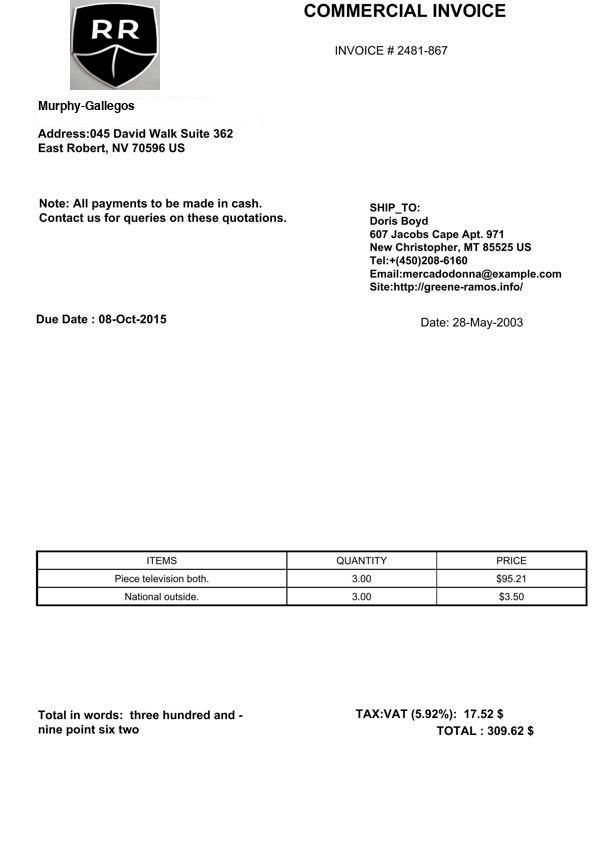 RR
COMMERCIAL INVOICE
INVOICE # 2481-867
Murphy-Gallegos
Address:045 David Walk Suite 362
East Robert, NV 70596 US
Note: All payments to be made in cash.
Contact us for queries on these quotations.
SHIP_TO:
Doris Boyd
607 Jacobs Cape Apt. 971
New Christopher, MT 85525 US
Tel:+(450)208-6160
Email:mercadodonna@example.com
Site:http://greene-ramos.info/
Due Date : 08-Oct-2015
Date: 28-May-2003
ITEMS QUANTITY PRICE
Piece television both. 3.00 $95.21
National outside. 3.00 $3.50
Total in words:  three hundred and -
nine point six two
TAX:VAT (5.92%):  17.52 $
TOTAL : 309.62 $